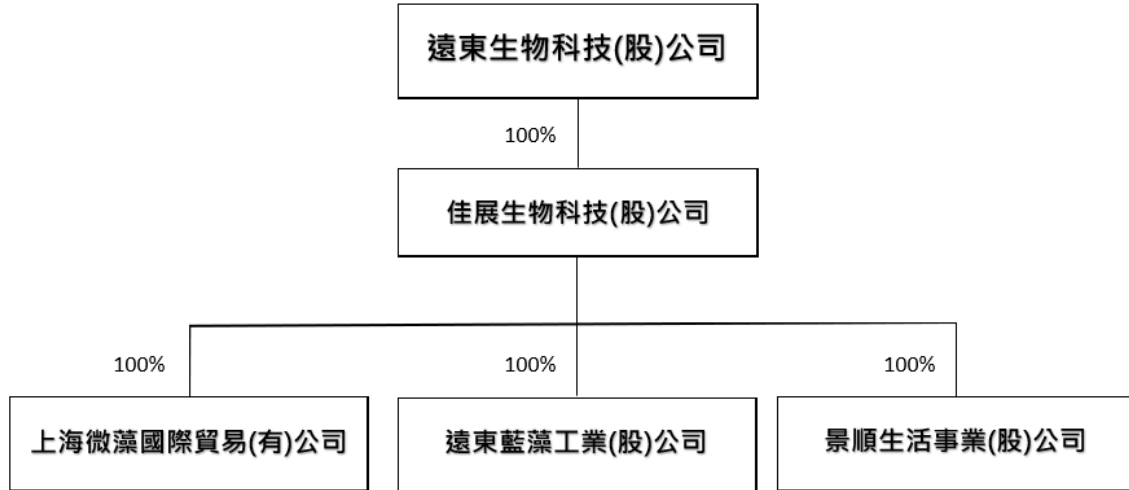 遠東生物科技(股)公司
100%
佳展生物科技(股)公司
100%
100%
100%
上海微藻國際貿易(有)公司
遠東藍藻工業(股)公司
景順生活事業(股)公司